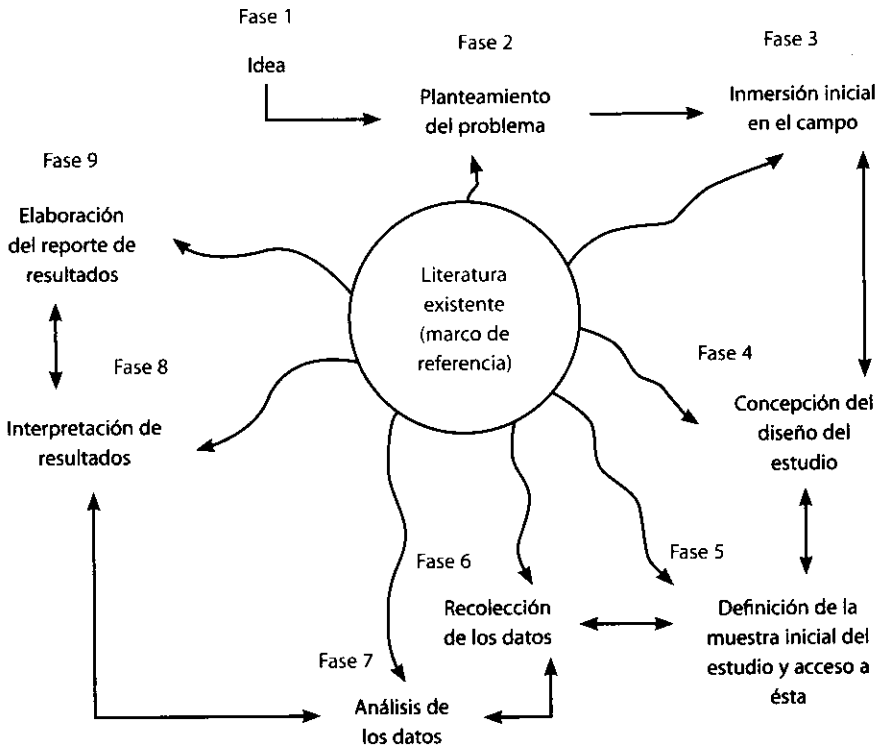 Fase 1
Idea
Fase 2
Planteamiento
del problema
Fase 3
Inmersión inicial
en el campo
Fase 9
Elaboración
del reporte de
resultados
Literatura
existente
(marco de
referencia)
Fase 4
Concepción del
diseño del
estudio
Fase 8
Interpretación de
resultados
Fase 5
Definición de la
muestra inicial del
estudio y acceso a
ésta
Fase 6
Recolección
de los datos
Fase 7
Análisis de
los datos